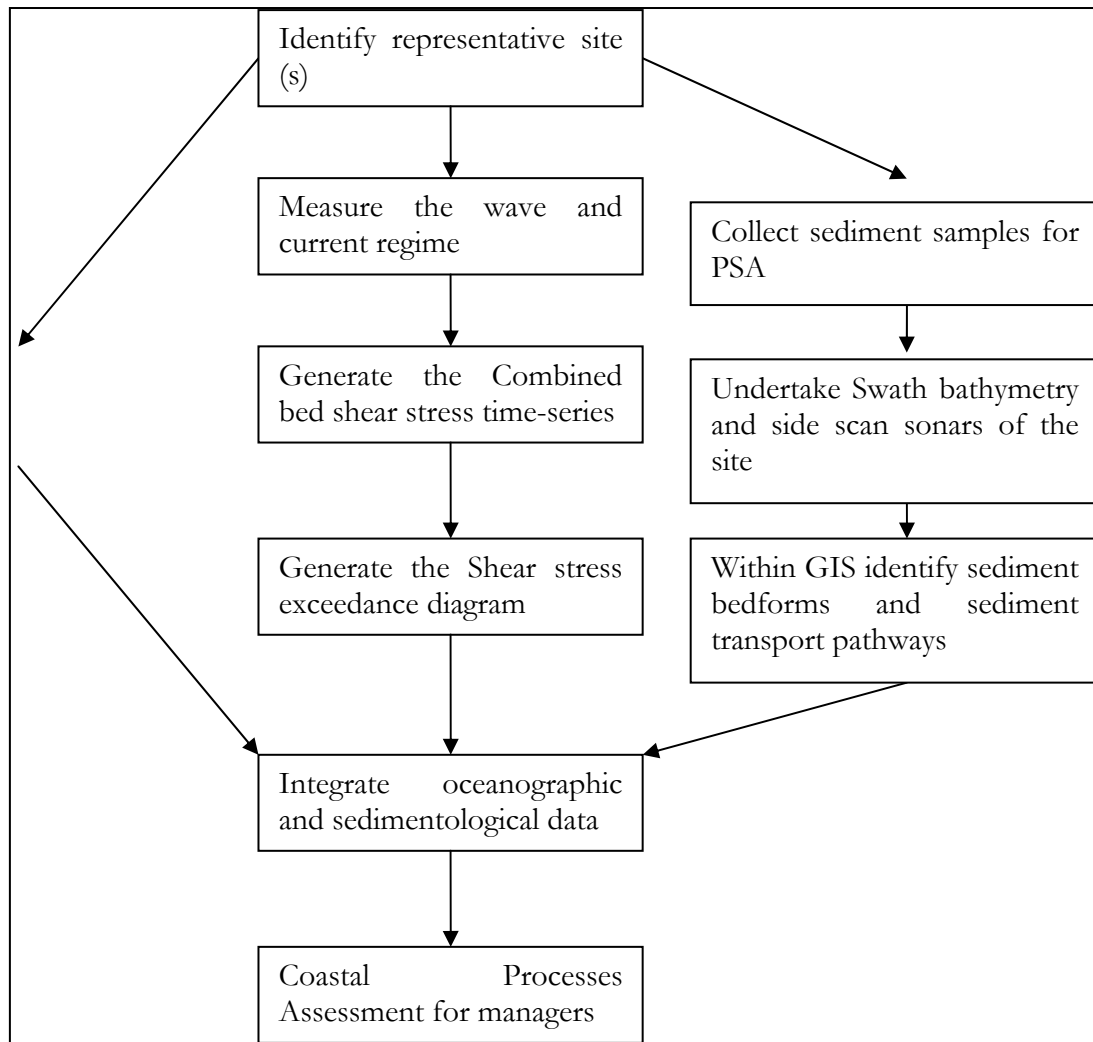 Identify representative site
(s)
Measure the wave and
current regime
Collect sediment samples for
PSA
Generate the Combined
bed shear stress time-series
Undertake Swath bathymetry
and side scan sonars of the
site
Generate the Shear stress
exceedance diagram
Within GIS identify sediment
bedforms and sediment
transport pathways
Integrate oceanographic
and sedimentological data
Coastal Processes
Assessment for managers